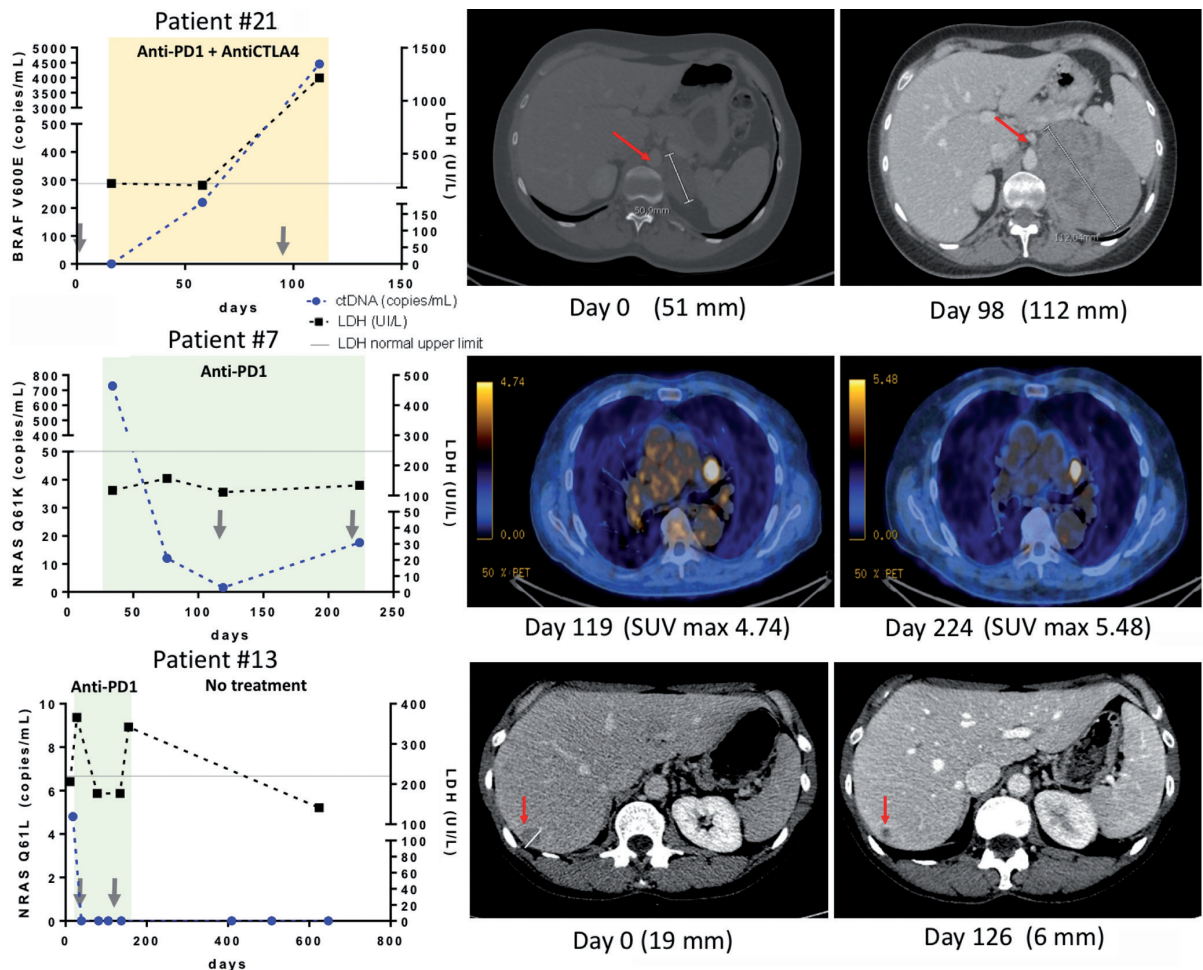 Patient #21
Anti-PD1 + AntiCTLA4
BRAF V600E (copies/mL)
5000
4000
3000
500
400
300
200
100
0
1500
1000
500
150
100
50
0
LDH (UI/L)
0 50 100 150
days
ctDNA (copies/mL)
LDH (UI/L)
LDH normal upper limit
50,9mm
112,04mm
Day 0 (51 mm)
Day 98 (112 mm)
Patient #7
Anti-PD1
NRAS Q61K (copies/mL)
800
700
600
500
400
50
40
30
20
10
0
500
400
300
200
100
50
40
30
20
10
0
LDH (UI/L)
0 50 100 150 200 250
days
4.74
0.00
50 % PET
5.48
0.00
50 % PET
Day 119 (SUV max 4.74)
Day 224 (SUV max 5.48)
Patient #13
Anti-PD1
No treatment
NRAS Q61L (copies/mL)
10
8
6
4
2
0
400
300
200
100
100
80
60
40
20
0
LDH (UI/L)
0 200 400 600 800
days
Day 0 (19 mm)
Day 126 (6 mm)